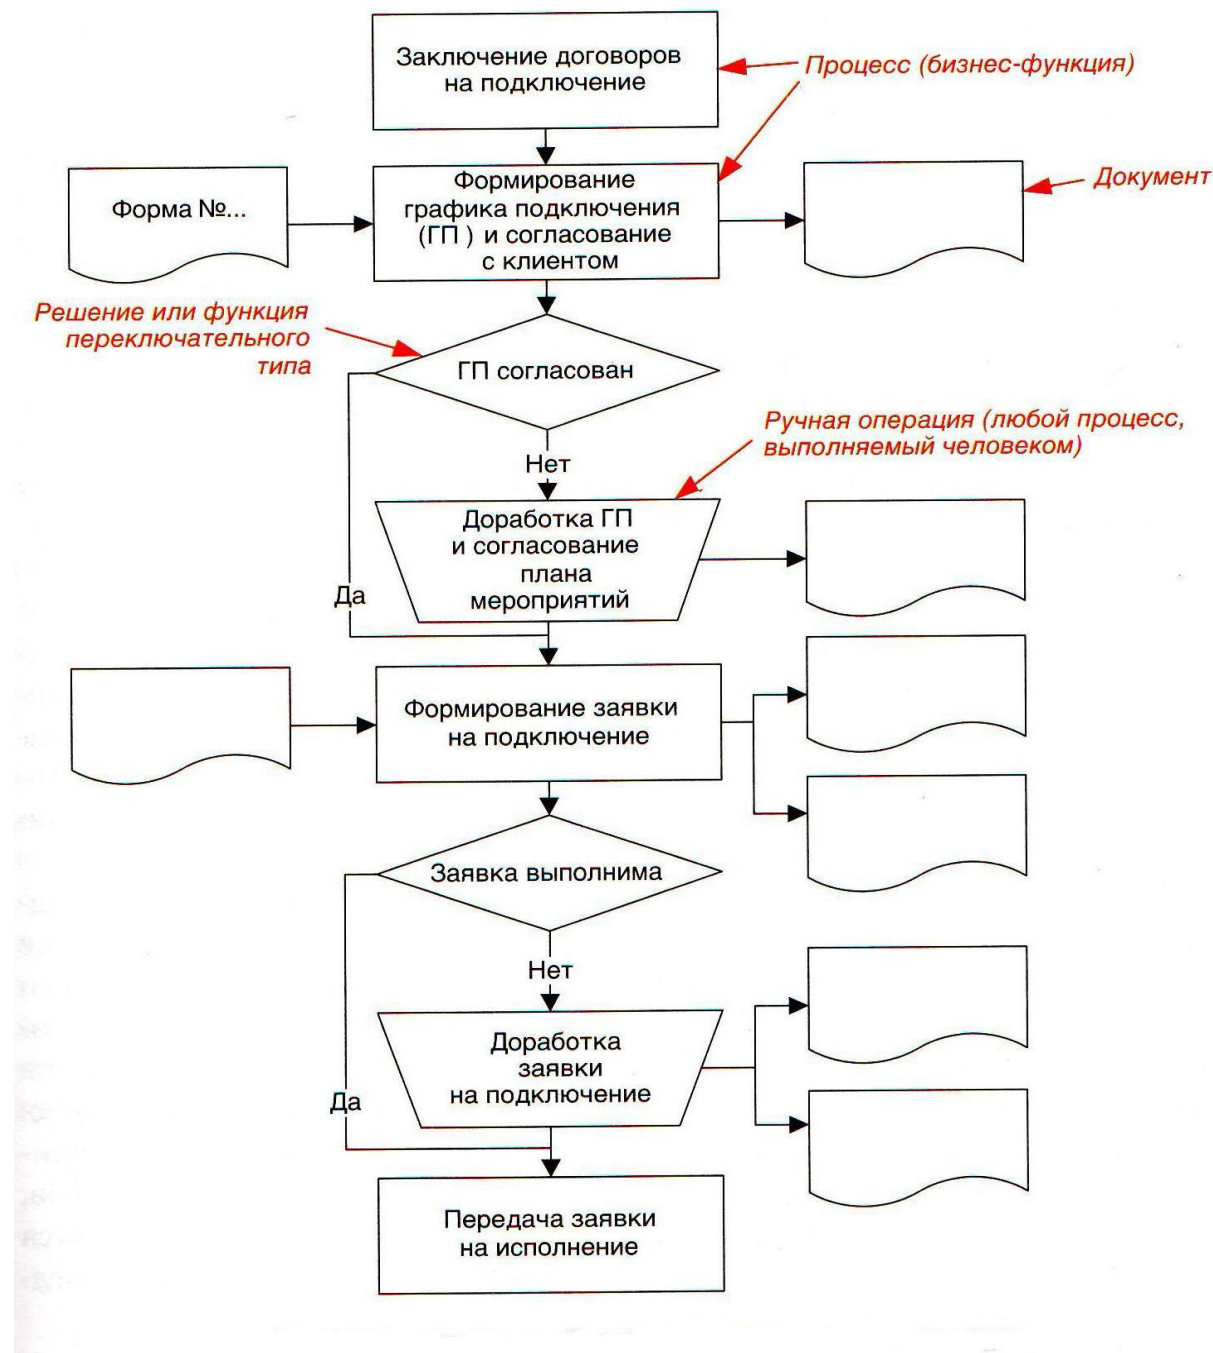 Заключение договоров
на подключение
Процесс (бизнес-функция)
Форма №...
Формирование
графика подключения
(ГП ) и согласование
с клиентом
Документ
Решение или функция
переключательного
типа
ГП согласован
Ручная операция (любой процесс,
выполняемый человеком)
Нет
Доработка ГП
и согласование
плана
мероприятий
Да
Формирование заявки
на подключение
Заявка выполнима
Нет
Доработка
заявки
на подключение
Да
Передача заявки
на исполнение